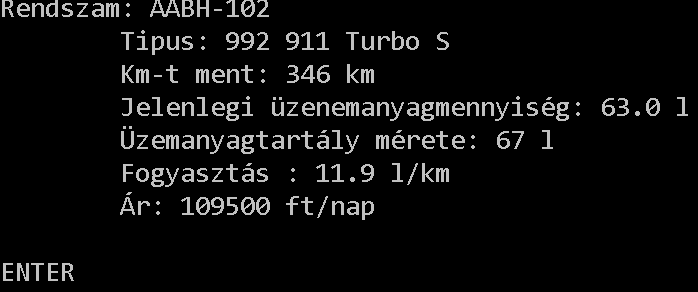 Rendszam: AABH-102
Tipus: 992 911 Turbo S
Km-t ment: 346 km
Jelenlegi üzenemanyagmennyiség: 63.0 l
Üzemanyagtartály mérete: 67 l
Fogyasztás : 11.9 l/km
Ár: 109500 ft/nap
ENTER